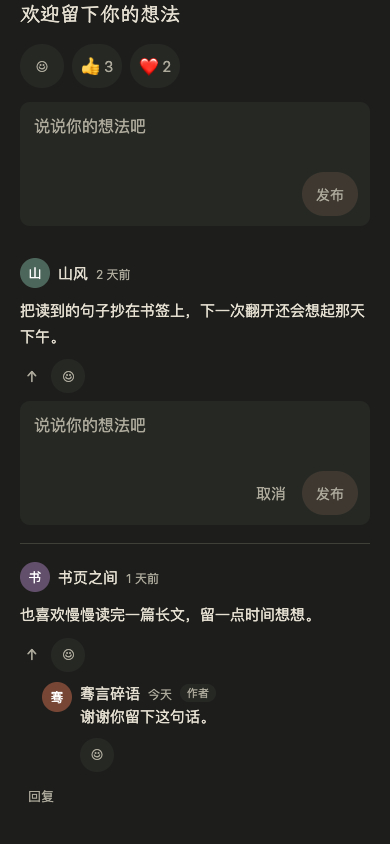 欢迎留下你的想法
👍 3 ❤️ 2
说说你的想法吧
发布
山 山风 2 天前
把读到的句子抄在书签上，下一次翻开还会想起那天
下午。
说说你的想法吧
取消 发布
书 书页之间 1 天前
也喜欢慢慢读完一篇长文，留一点时间想想。
骞 骞言碎语 今天 作者
谢谢你留下这句话。
回复